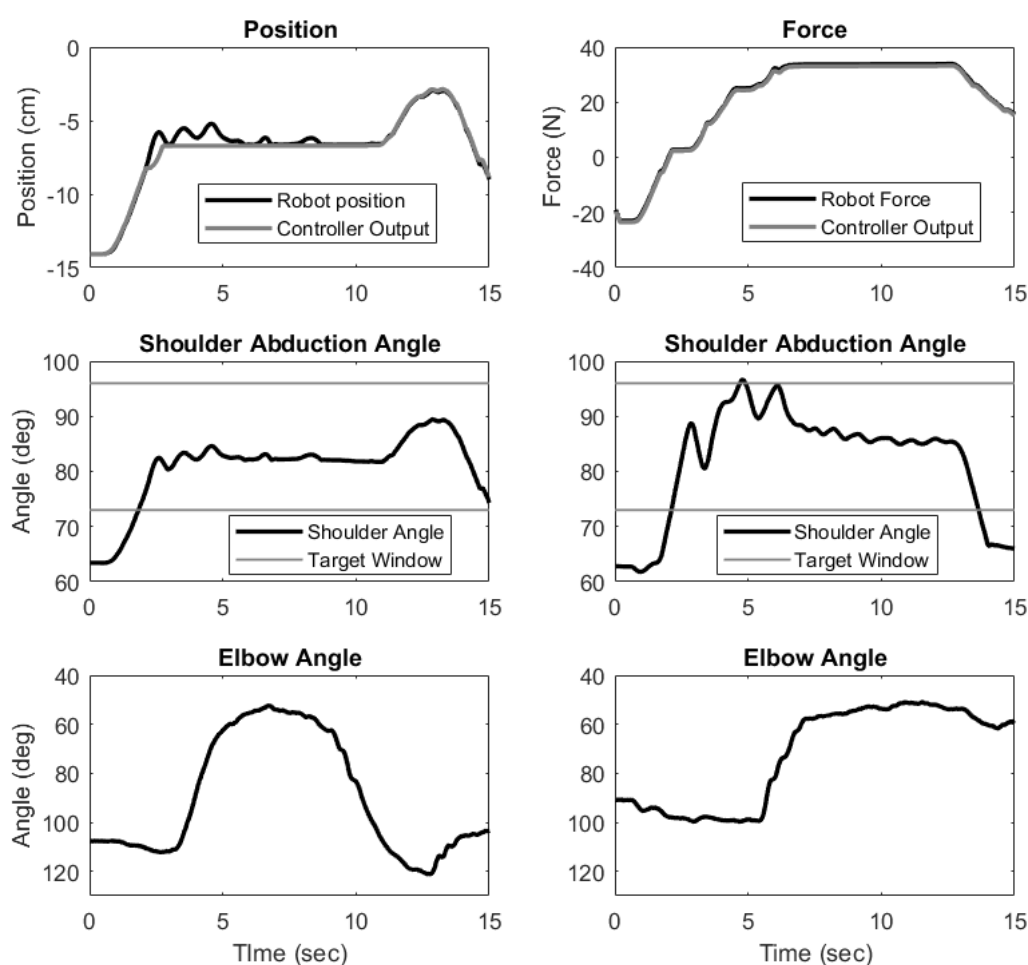 Position
Position (cm)
0
-5
-10
-15
Robot position
Controller Output
0 5 10 15
Force
Force (N)
40
20
0
-20
-40
Robot Force
Controller Output
0 5 10 15
Shoulder Abduction Angle
Angle (deg)
100
90
80
70
60
Shoulder Angle
Target Window
0 5 10 15
Shoulder Abduction Angle
100
90
80
70
60
Shoulder Angle
Target Window
0 5 10 15
Elbow Angle
Angle (deg)
40
60
80
100
120
0 5 10 15
TIme (sec)
Elbow Angle
40
60
80
100
120
0 5 10 15
Time (sec)